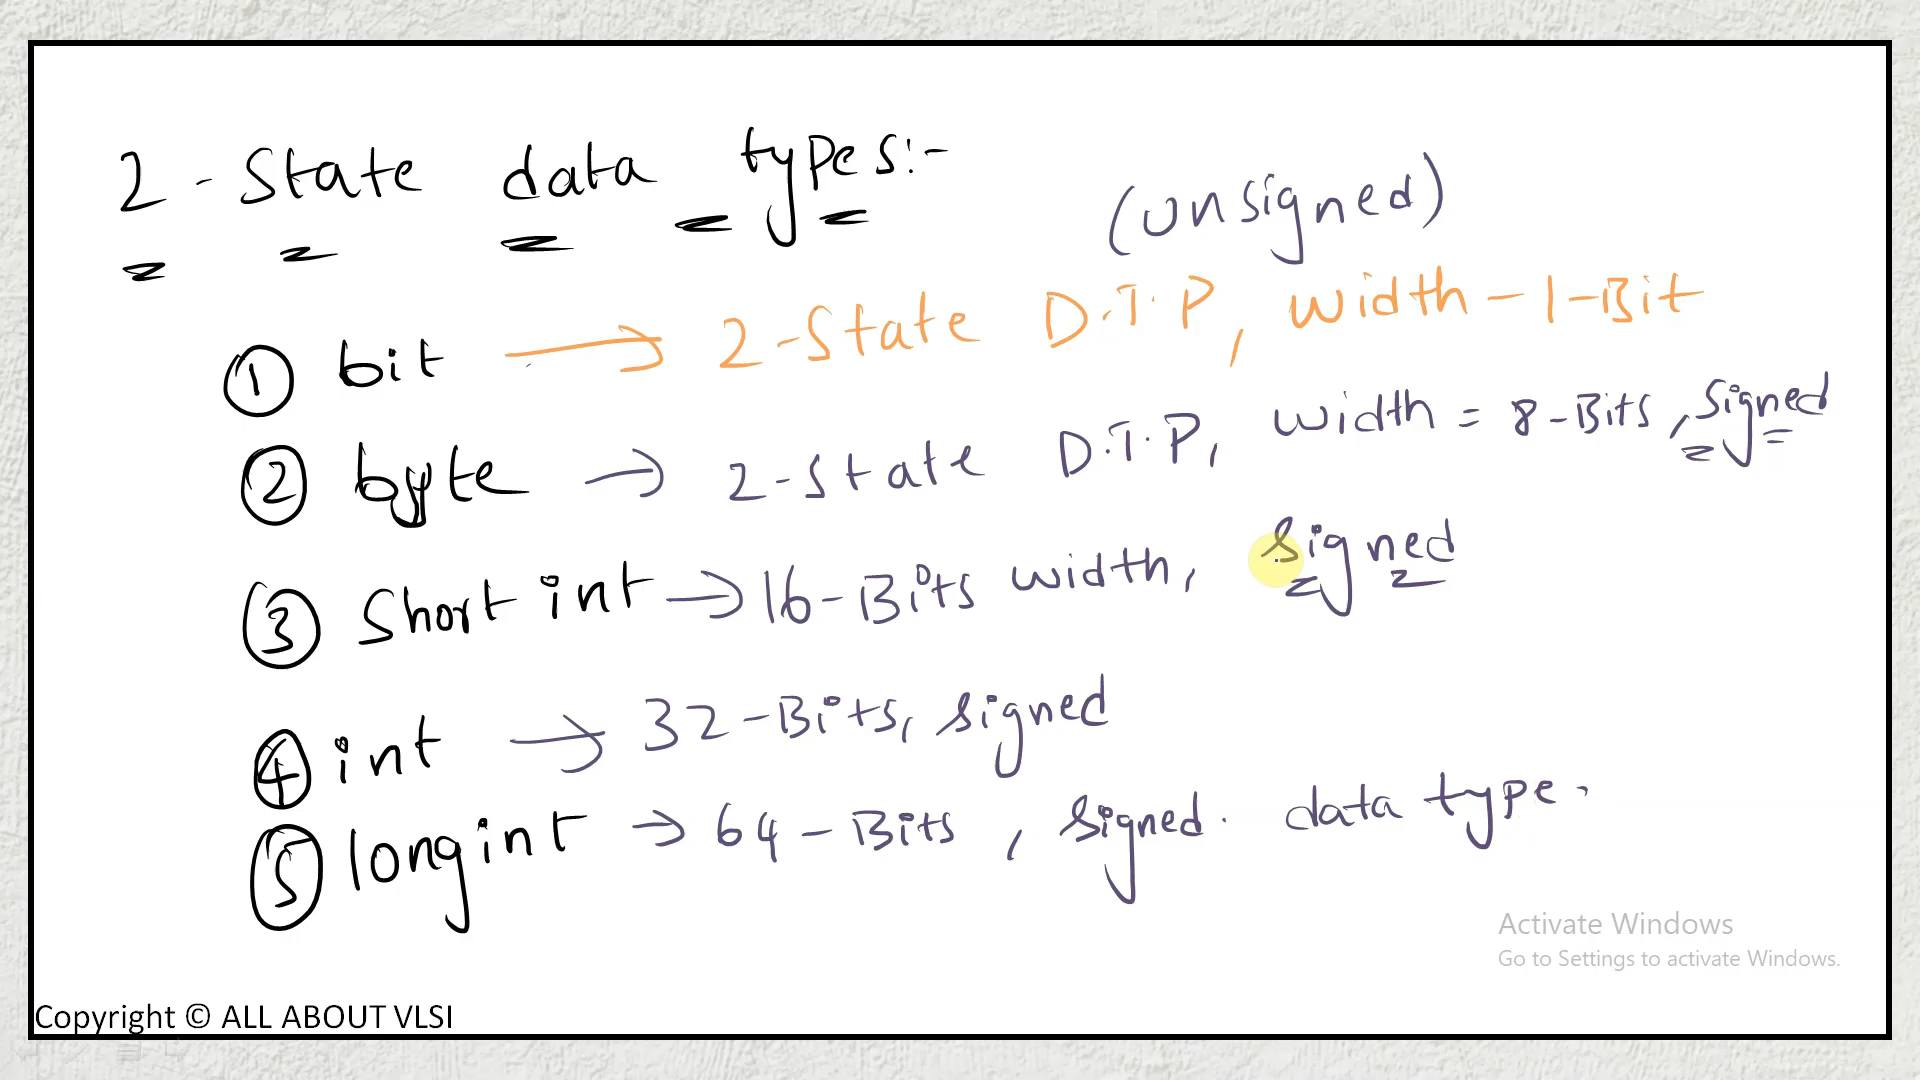 2 - State data types:-
(unsigned)
① bit → 2-State D.T.P, width - 1-Bit
② byte → 2-State D.T.P, width = 8-Bits, signed
③ Short int → 16-Bits width, signed
④ int → 32-Bits, signed
⑤ longint → 64-Bits, signed. data type.
Activate Windows
Go to Settings to activate Windows.
Copyright © ALL ABOUT VLSI